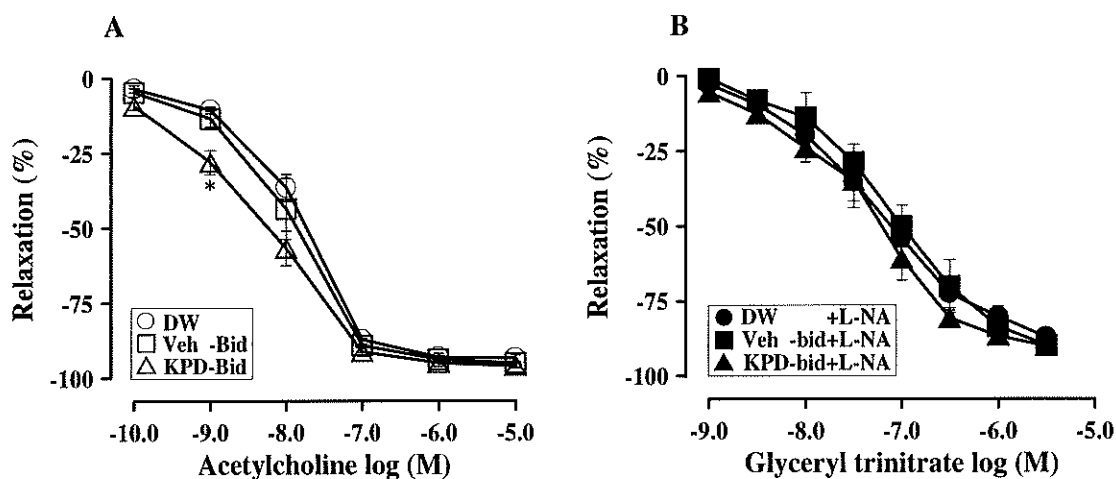 A
B
0
-25
-50
-75
-100
Relaxation (%)
DW
Veh -Bid
KPD-Bid
*
-10.0 -9.0 -8.0 -7.0 -6.0 -5.0
Acetylcholine log (M)
0
-25
-50
-75
-100
Relaxation (%)
DW +L-NA
Veh -bid+L-NA
KPD-bid+L-NA
-9.0 -8.0 -7.0 -6.0 -5.0
Glyceryl trinitrate log (M)